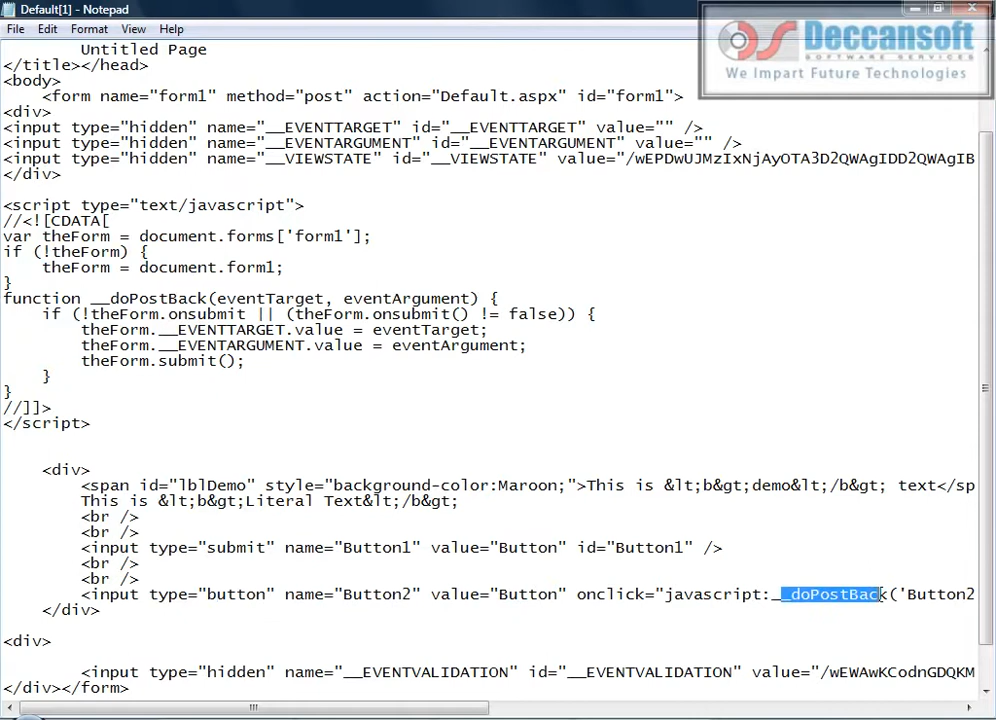 Default[1] - Notepad
File Edit Format View Help
DS Deccansoft
SOFTWARE SERVICES
We Impart Future Technologies
        Untitled Page
</title></head>
<body>
    <form name="form1" method="post" action="Default.aspx" id="form1">
<div>
<input type="hidden" name="__EVENTTARGET" id="__EVENTTARGET" value="" />
<input type="hidden" name="__EVENTARGUMENT" id="__EVENTARGUMENT" value="" />
<input type="hidden" name="__VIEWSTATE" id="__VIEWSTATE" value="/wEPDwUJMzIxNjAyOTA3D2QWAgIDD2QWAgIB
</div>
<script type="text/javascript">
//<![CDATA[
var theForm = document.forms['form1'];
if (!theForm) {
    theForm = document.form1;
}
function __doPostBack(eventTarget, eventArgument) {
    if (!theForm.onsubmit || (theForm.onsubmit() != false)) {
        theForm.__EVENTTARGET.value = eventTarget;
        theForm.__EVENTARGUMENT.value = eventArgument;
        theForm.submit();
    }
}
//]]>
</script>
    <div>
        <span id="lblDemo" style="background-color:Maroon;">This is &lt;b&gt;demo&lt;/b&gt; text</sp
        This is &lt;b&gt;Literal Text&lt;/b&gt;
        <br />
        <br />
        <input type="submit" name="Button1" value="Button" id="Button1" />
        <br />
        <br />
        <input type="button" name="Button2" value="Button" onclick="javascript:__doPostBack('Button2
    </div>
<div>
        <input type="hidden" name="__EVENTVALIDATION" id="__EVENTVALIDATION" value="/wEWAwKCodnGDQKM
</div></form>